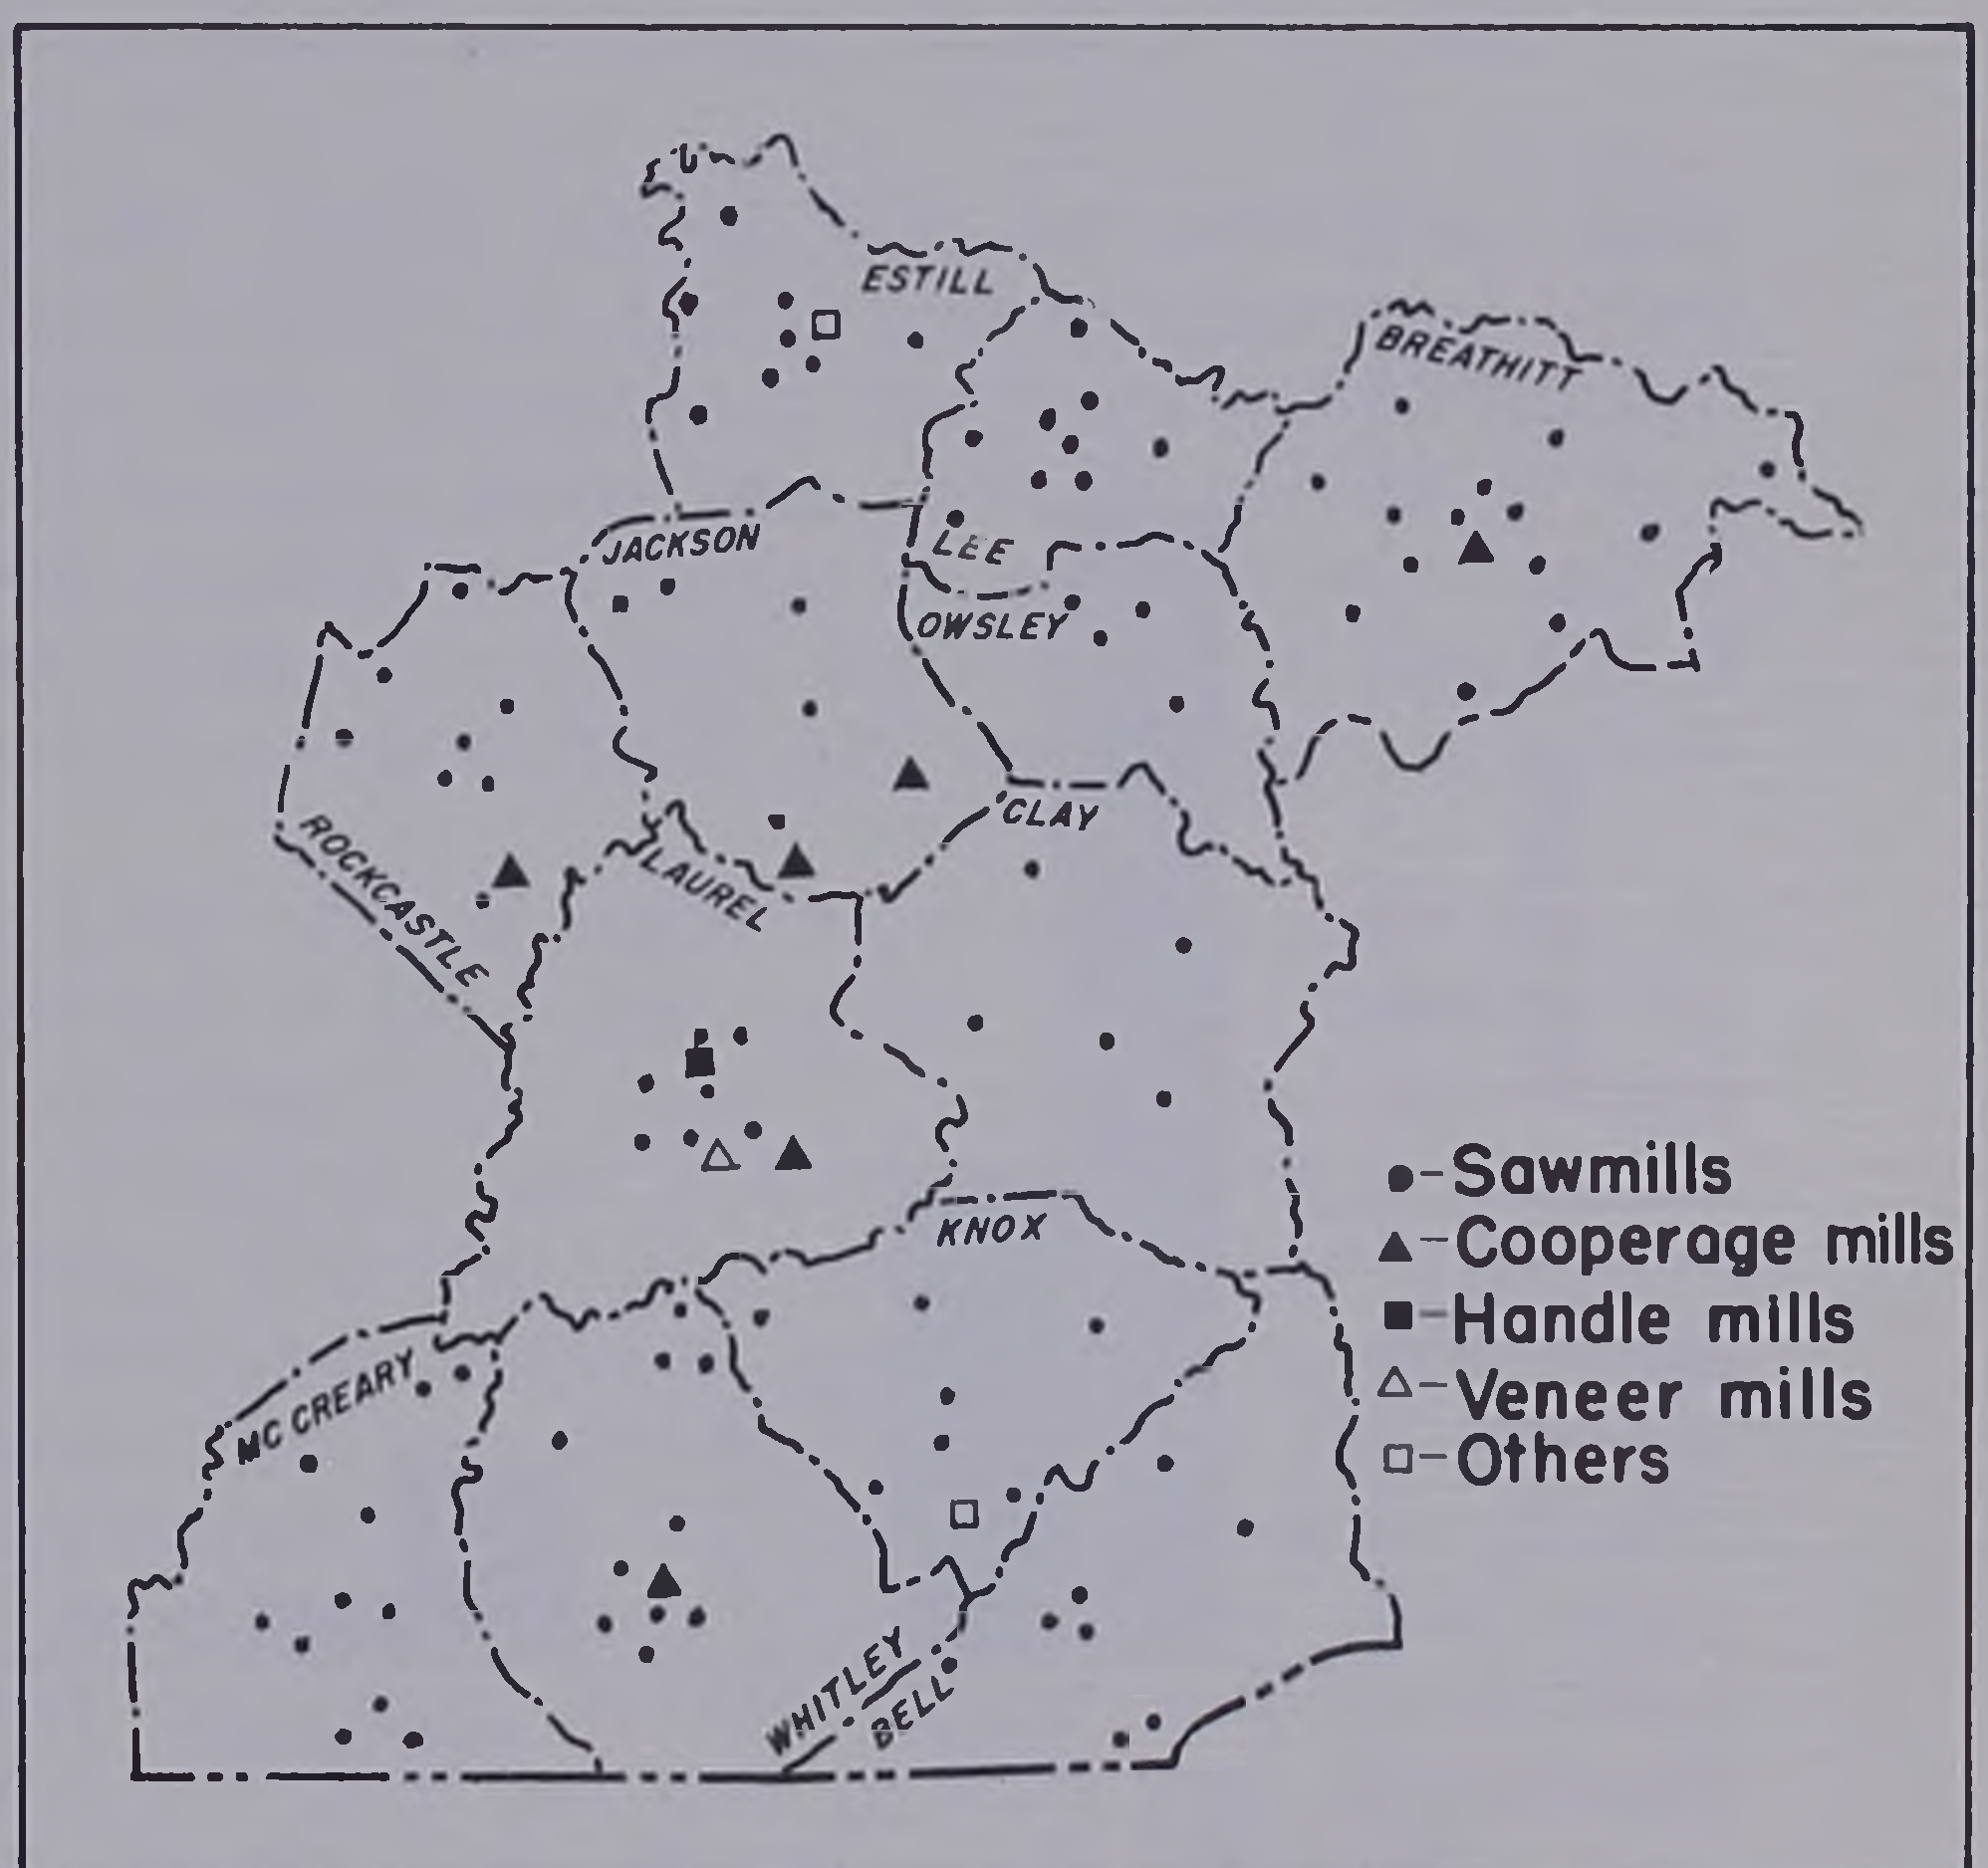 ESTILL
BREATHITT
JACKSON
LEE
OWSLEY
CLAY
ROCKCASTLE
LAUREL
KNOX
MC CREARY
WHITLEY
BELL
Sawmills
Cooperage mills
Handle mills
Veneer mills
Others